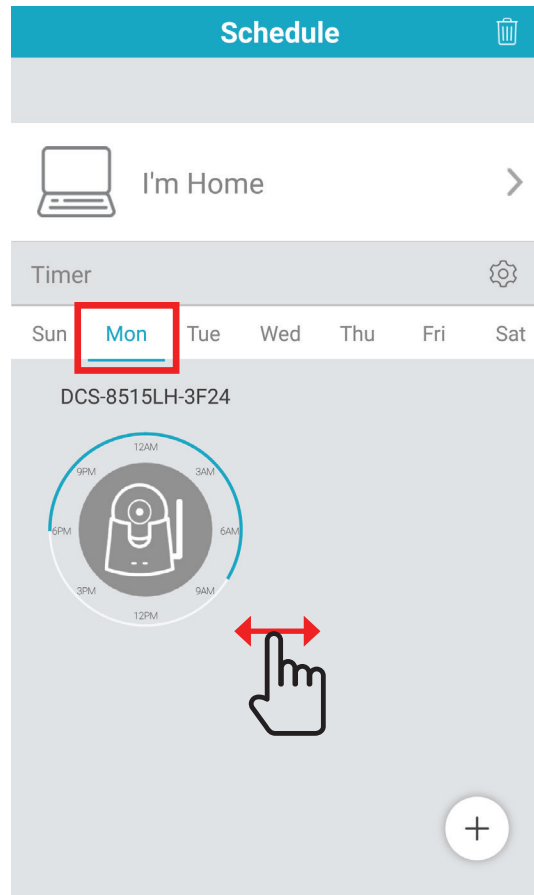 Schedule
I'm Home
Timer
Sun Mon Tue Wed Thu Fri Sat
DCS-8515LH-3F24
12AM
9PM 3AM
6PM 6AM
3PM 9AM
12PM